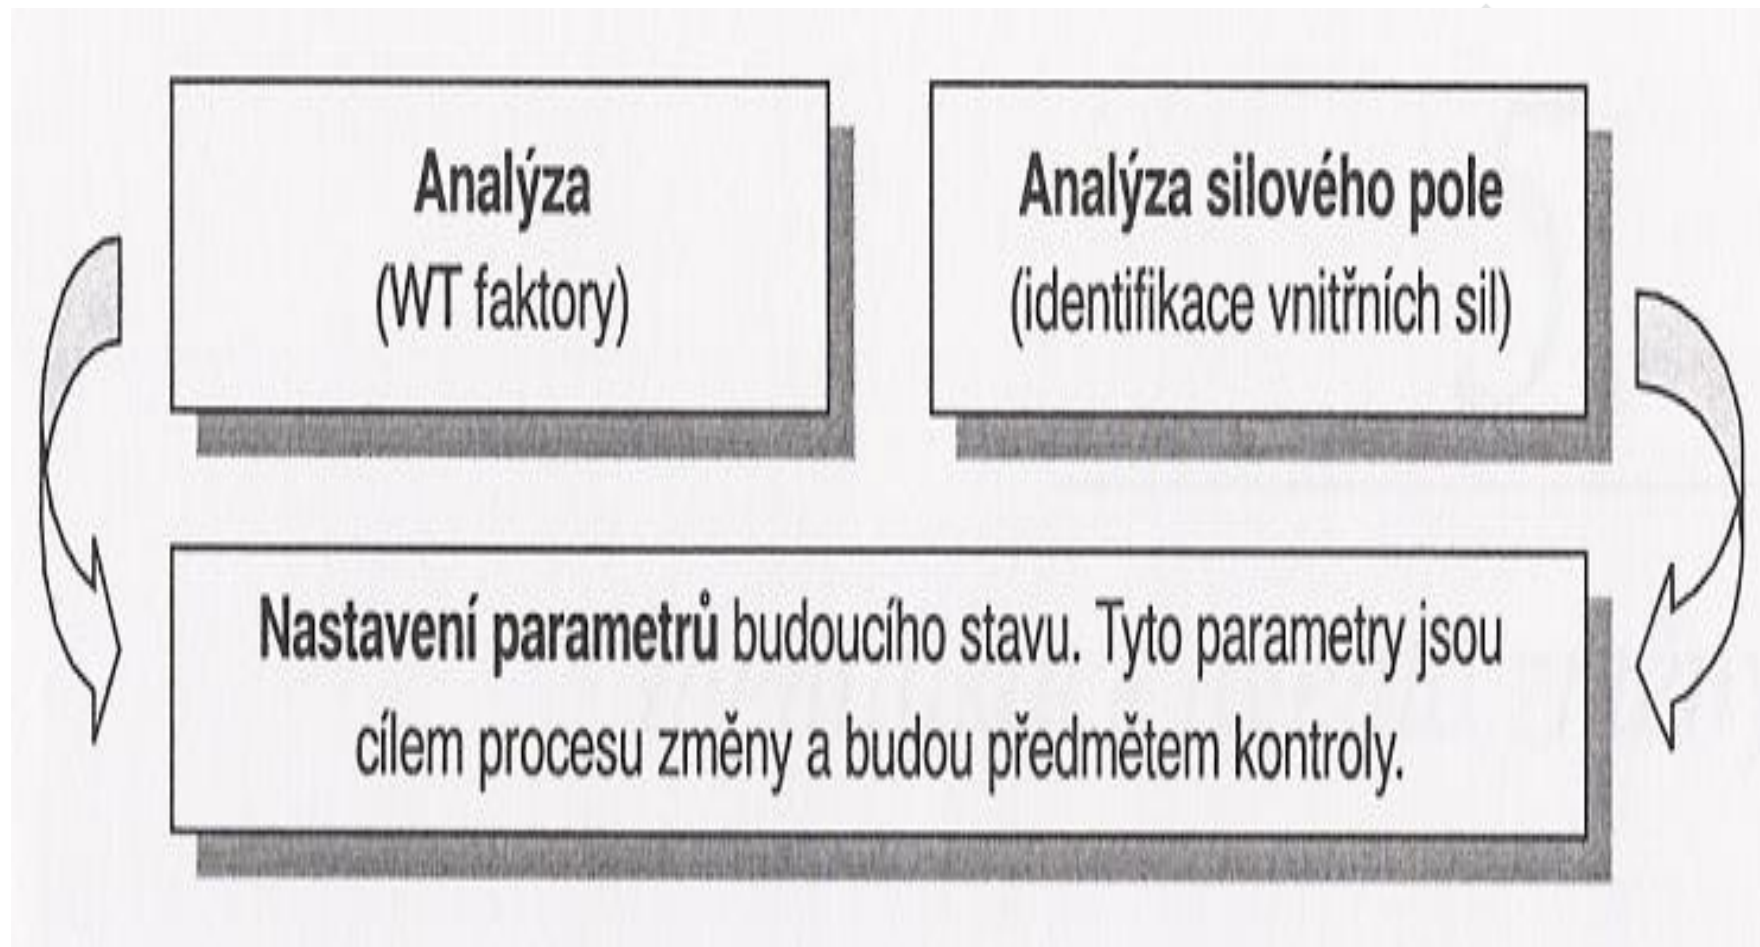 Analýza
(WT faktory)
Analýza silového pole
(identifikace vnitřních sil)
Nastavení parametrů budoucího stavu. Tyto parametry jsou
cílem procesu změny a budou předmětem kontroly.